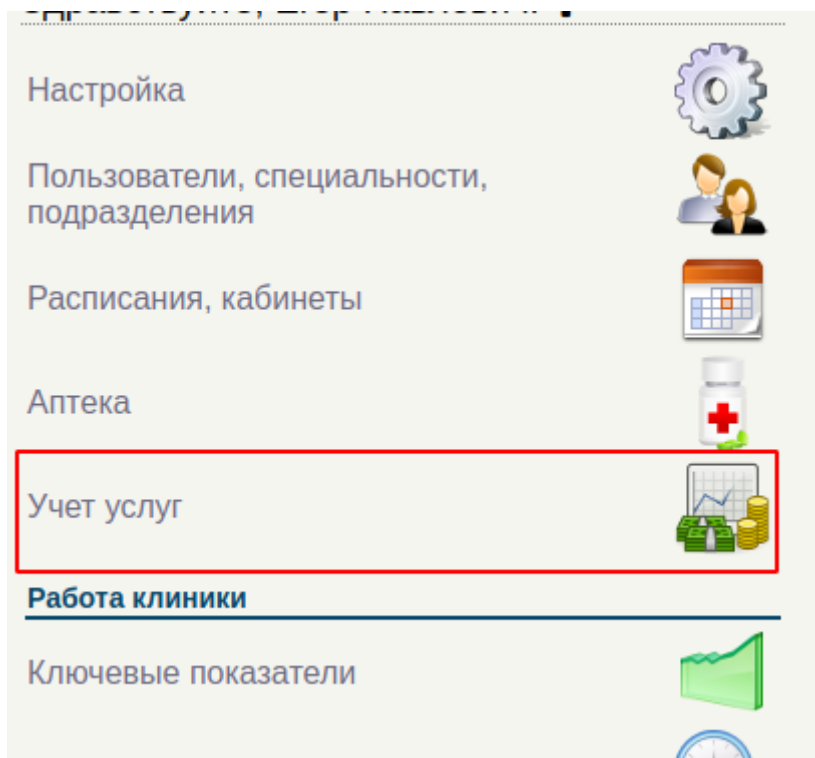 Настройка
Пользователи, специальности,
подразделения
Расписания, кабинеты
Аптека
Учет услуг
Работа клиники
Ключевые показатели